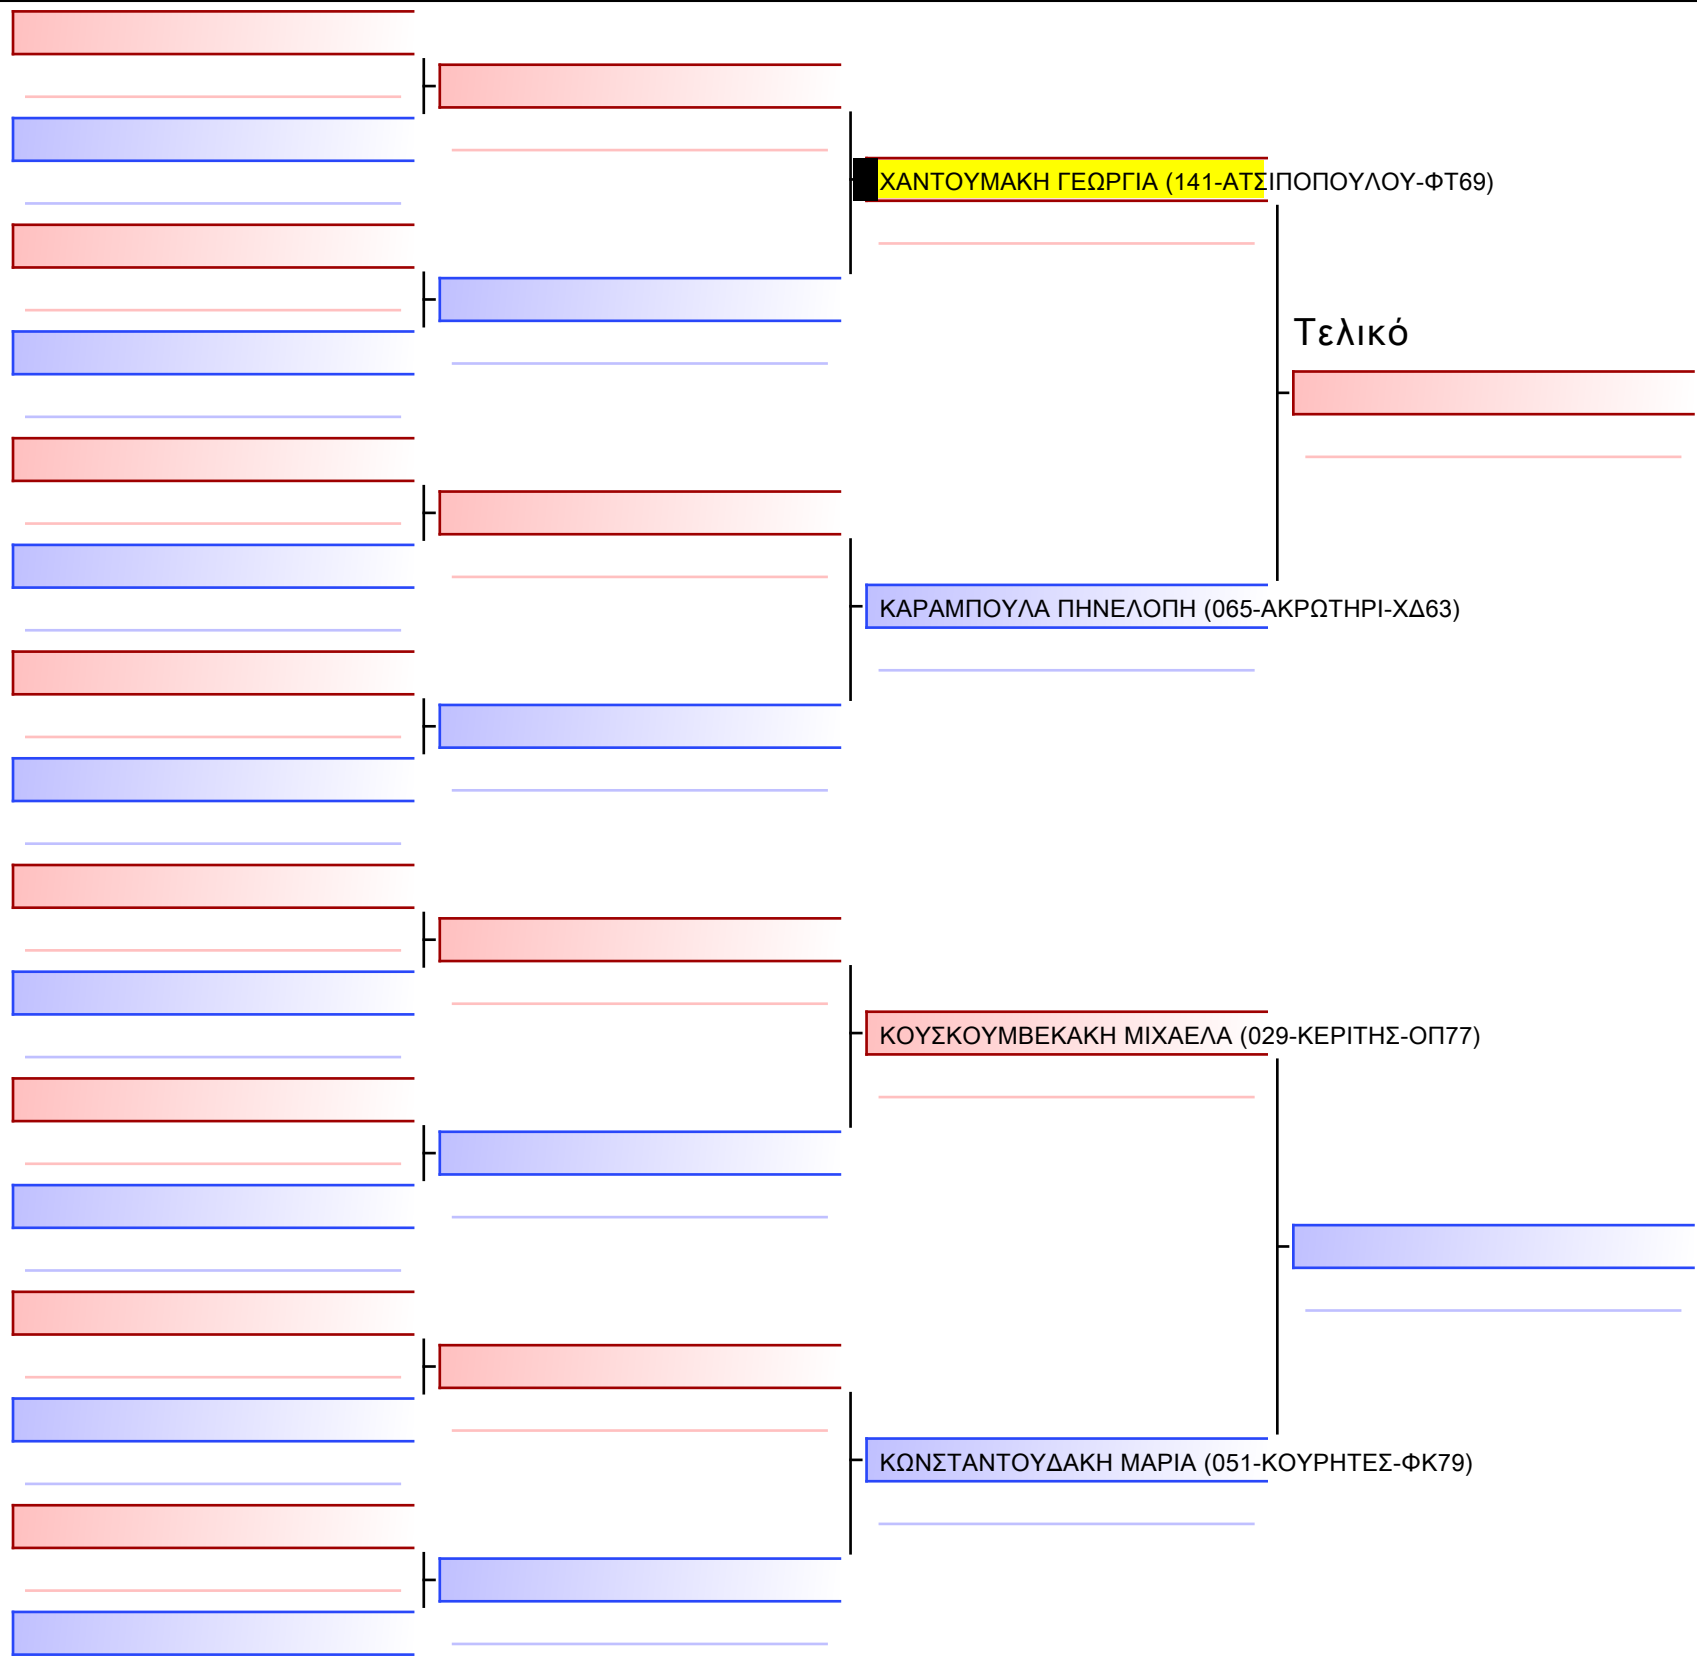 ΧΑΝΤΟΥΜΑΚΗ ΓΕΩΡΓΙΑ (141-ΑΤΣΙΠΟΠΟΥΛΟΥ-ΦΤ69)
Τελικό
ΚΑΡΑΜΠΟΥΛΑ ΠΗΝΕΛΟΠΗ (065-ΑΚΡΩΤΗΡΙ-ΧΔ63)
ΚΟΥΣΚΟΥΜΒΕΚΑΚΗ ΜΙΧΑΕΛΑ (029-ΚΕΡΙΤΗΣ-ΟΠ77)
ΚΩΝΣΤΑΝΤΟΥΔΑΚΗ ΜΑΡΙΑ (051-ΚΟΥΡΗΤΕΣ-ΦΚ79)